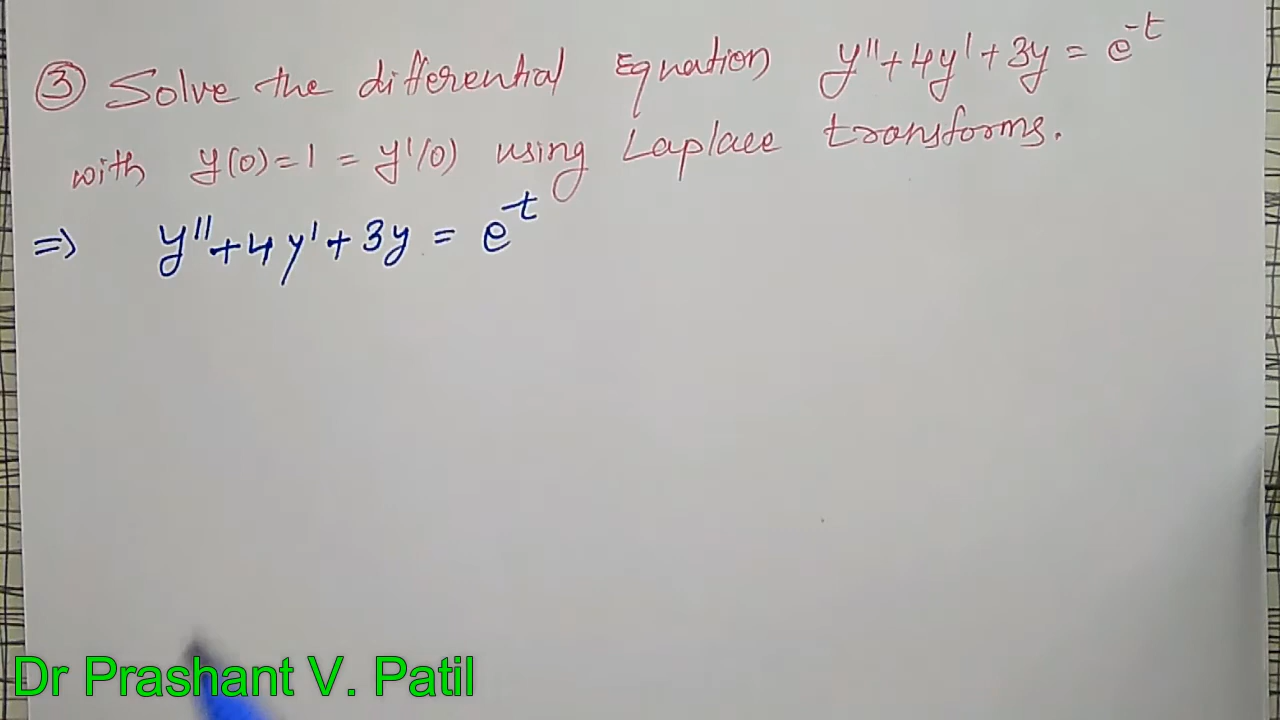 ③ Solve the differential Equation y'' + 4y' + 3y = e^-t
with y(0) = 1 = y'(0) using Laplace transforms.
⇒ y'' + 4y' + 3y = e^-t
Dr Prashant V. Patil